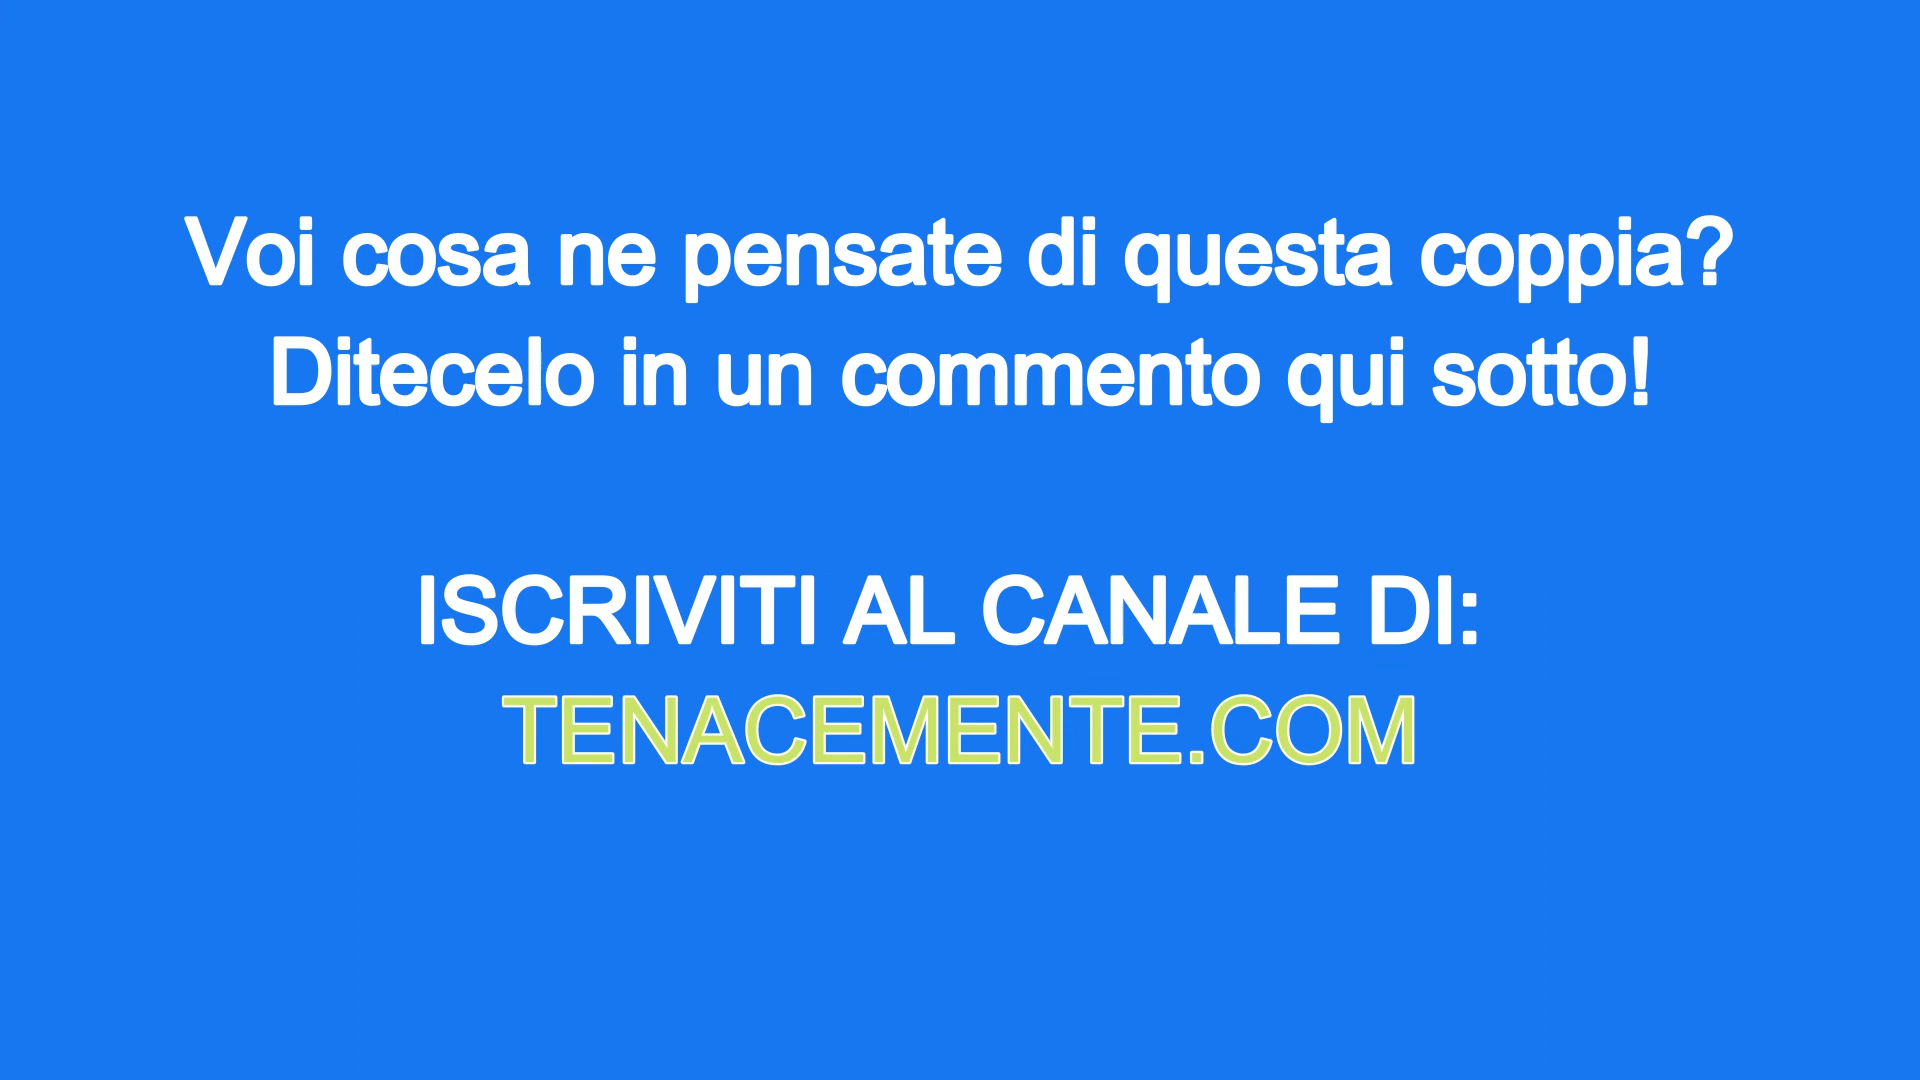 Voi cosa ne pensate di questa coppia?
Ditecelo in un commento qui sotto!
ISCRIVITI AL CANALE DI:
TENACEMENTE.COM